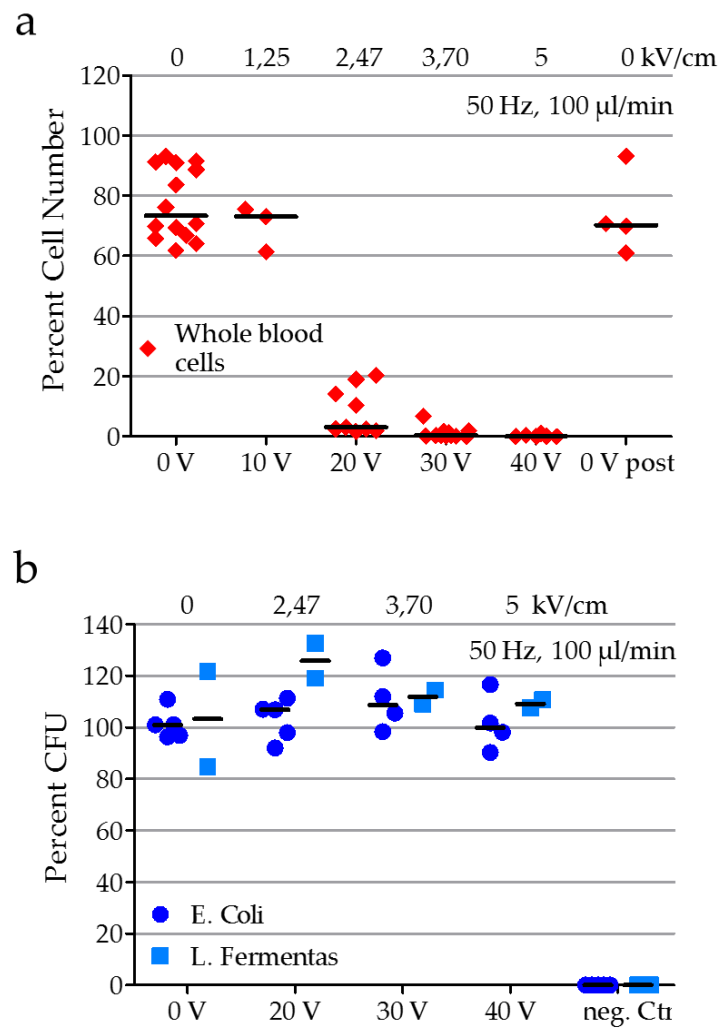 a
0 1,25 2,47 3,70 5 0 kV/cm
120
50 Hz, 100 µl/min
100
80
60
40
20
0
Percent Cell Number
Whole blood
cells
0 V 10 V 20 V 30 V 40 V 0 V post
b
0 2,47 3,70 5 kV/cm
140
50 Hz, 100 µl/min
120
100
80
60
40
20
0
Percent CFU
E. Coli
L. Fermentas
0 V 20 V 30 V 40 V neg. Ctr